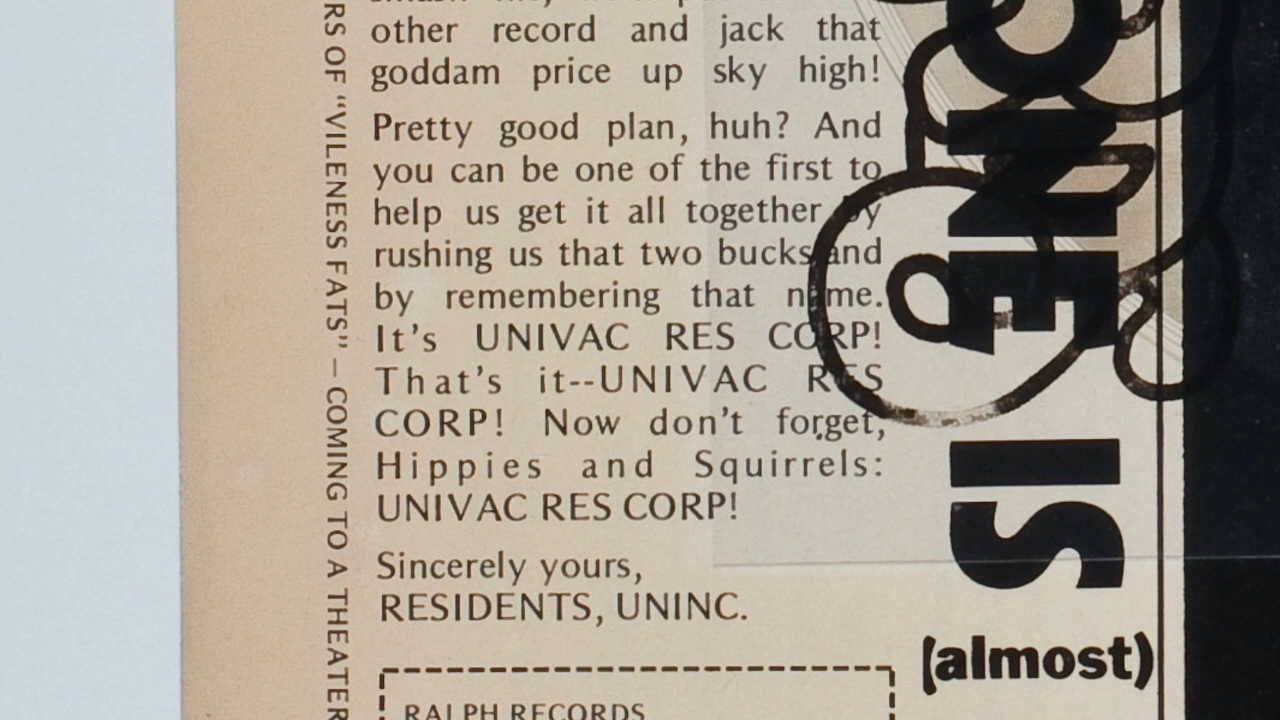 other record and jack that
goddam price up sky high!
Pretty good plan, huh? And
you can be one of the first to
help us get it all together by
rushing us that two bucks and
by remembering that name.
It's UNIVAC RES CORP!
That's it--UNIVAC RES
CORP! Now don't forget,
Hippies and Squirrels:
UNIVAC RES CORP!
Sincerely yours,
RESIDENTS, UNINC.
RALPH RECORDS
OF “VILENESS FATS” — COMING TO A THEATER
IS
(almost)